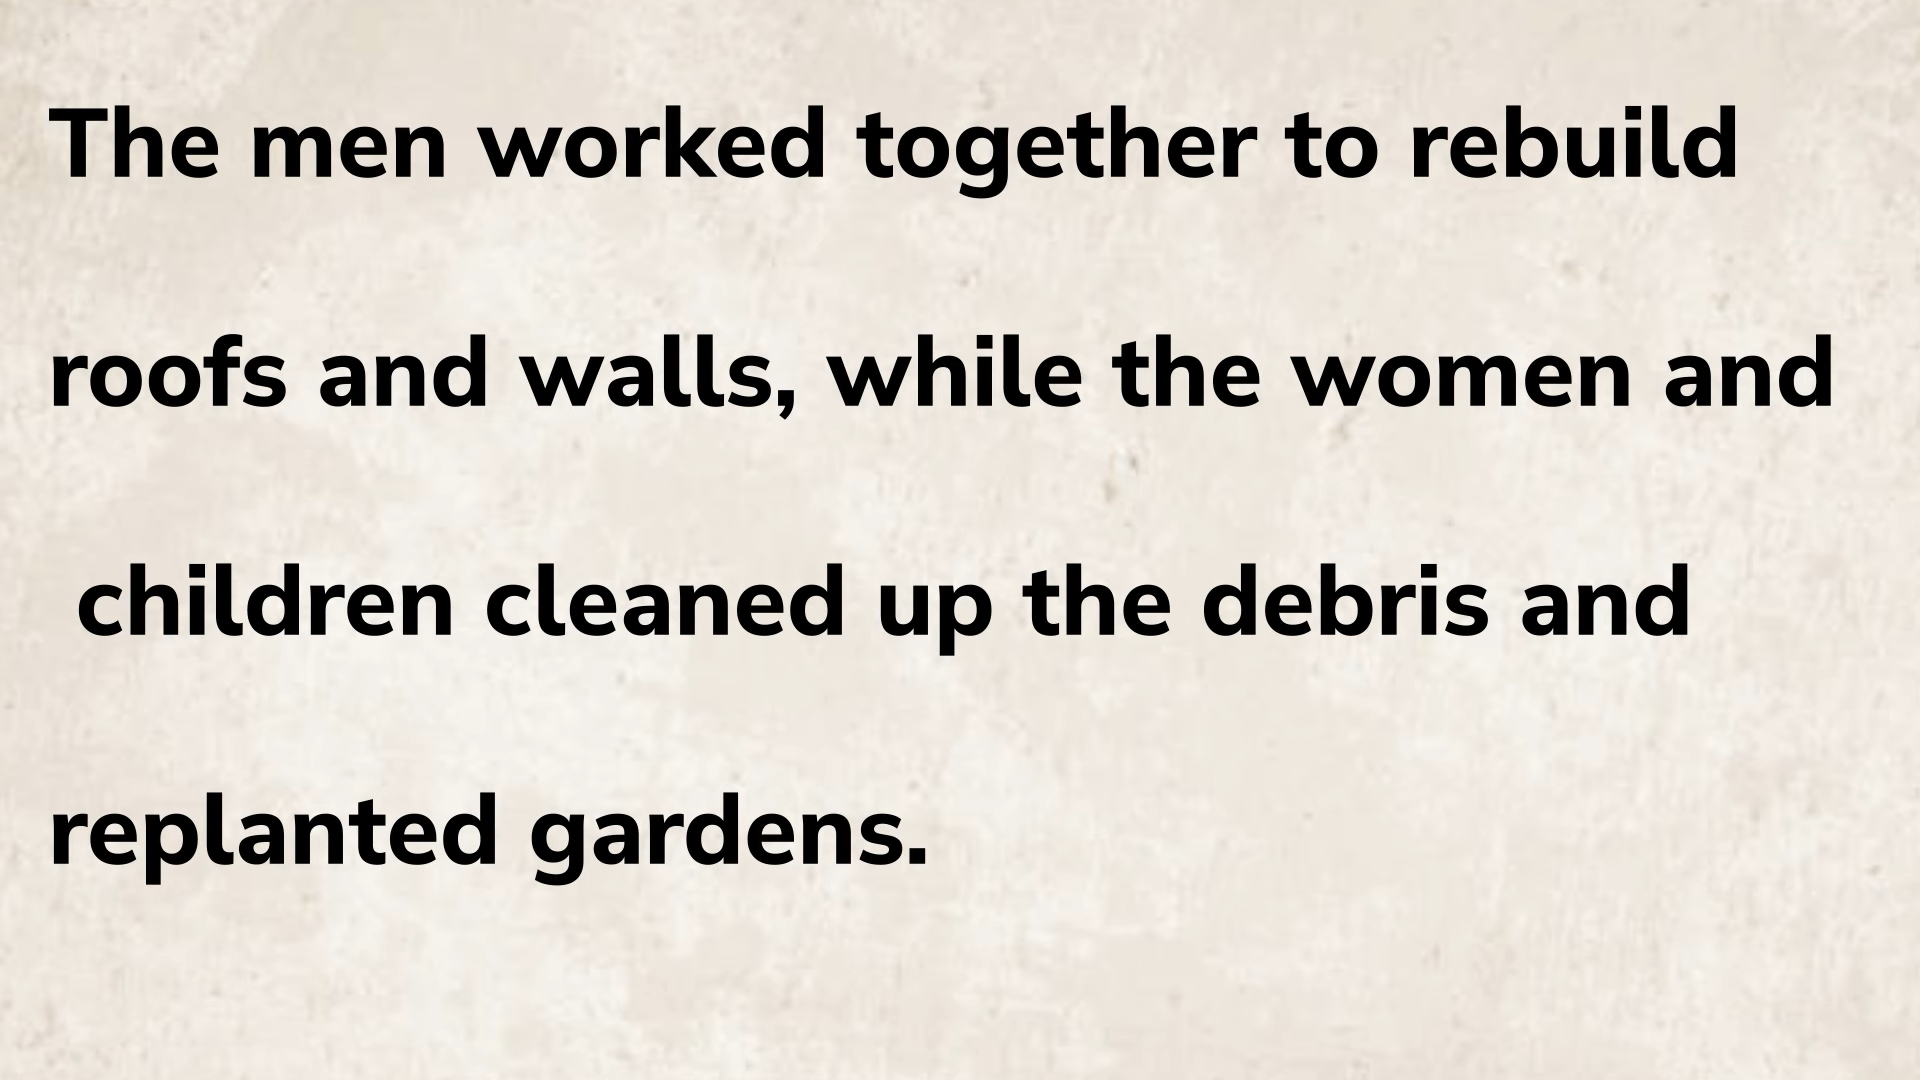 The men worked together to rebuild
roofs and walls, while the women and
children cleaned up the debris and
replanted gardens.